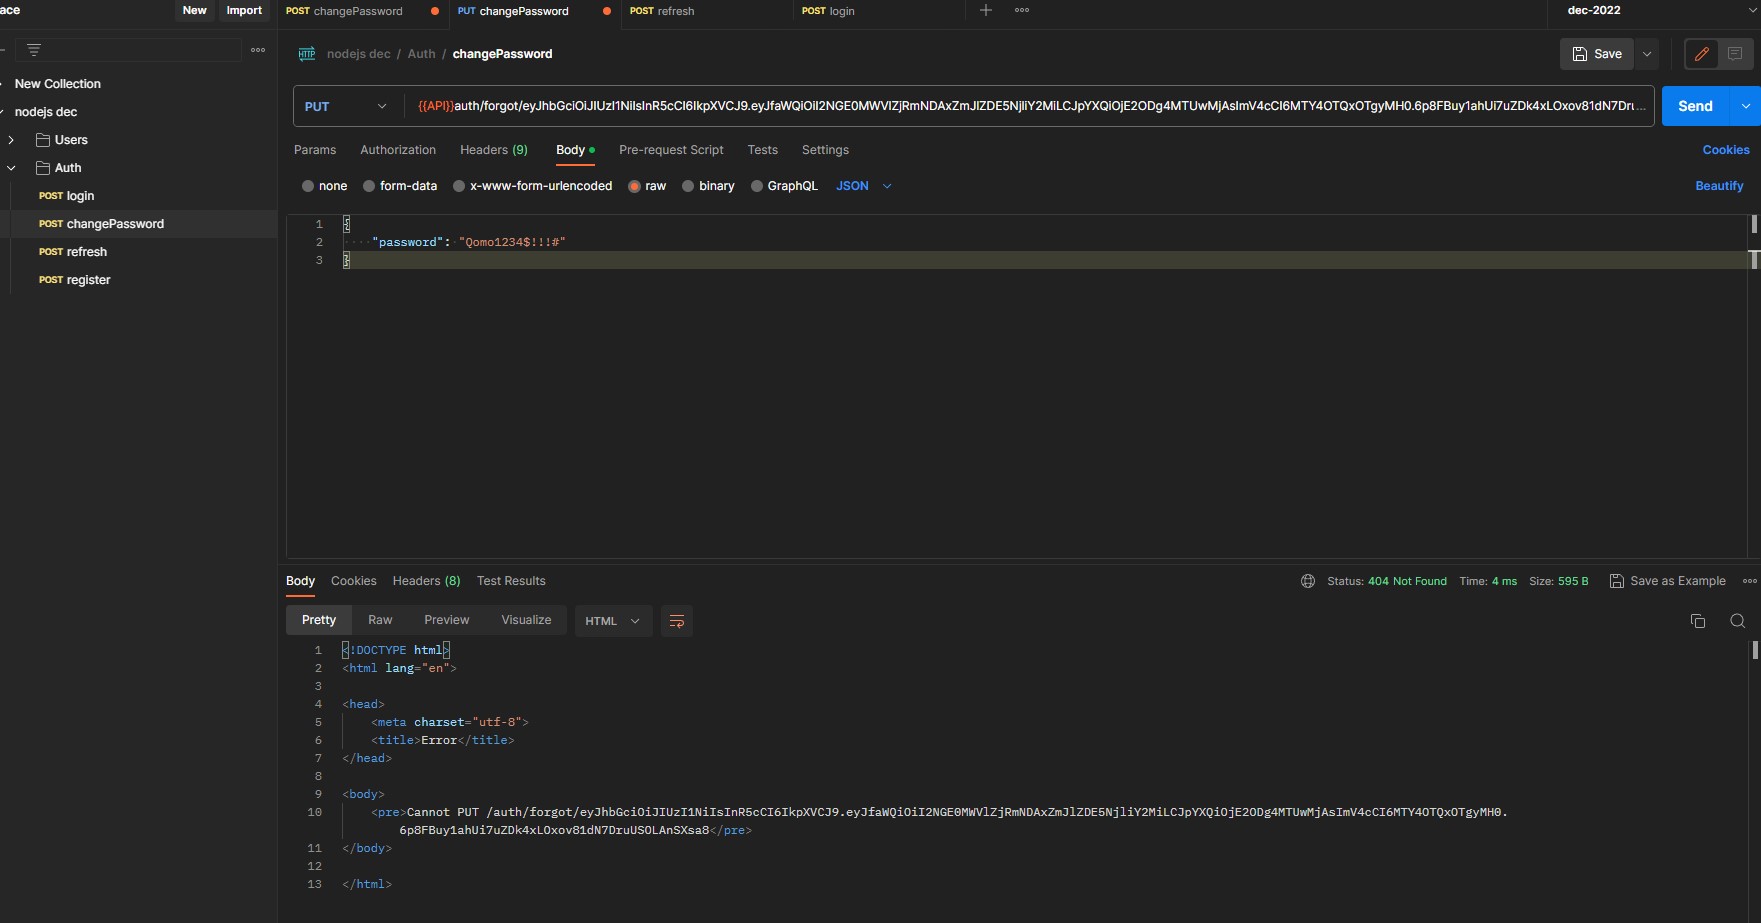 ace New Import POST changePassword PUT changePassword POST refresh POST login dec-2022
nodejs dec / Auth / changePassword Save
New Collection
nodejs dec
Users
Auth
POST login
POST changePassword
POST refresh
POST register
PUT {{API}}auth/forgot/eyJhbGciOiJIUzI1NiIsInR5cCI6IkpXVCJ9.eyJfaWQiOiI2NGE0MWVlZjRmNDAxZmJlZDE5NjliY2MiLCJpYXQiOjE2ODg4MTUwMjAsImV4cCI6MTY4OTQxOTgyMH0.6p8FBuy1ahUi7uZDk4xLOxov81dN7Dru... Send
Params Authorization Headers (9) Body Pre-request Script Tests Settings Cookies
none form-data x-www-form-urlencoded raw binary GraphQL JSON Beautify
1 {
2 "password": "Qomo1234$!!!#"
3 }
Body Cookies Headers (8) Test Results Status: 404 Not Found Time: 4 ms Size: 595 B Save as Example
Pretty Raw Preview Visualize HTML
1 <!DOCTYPE html>
2 <html lang="en">
3
4 <head>
5 <meta charset="utf-8">
6 <title>Error</title>
7 </head>
8
9 <body>
10 <pre>Cannot PUT /auth/forgot/eyJhbGciOiJIUzI1NiIsInR5cCI6IkpXVCJ9.eyJfaWQiOiI2NGE0MWVlZjRmNDAxZmJlZDE5NjliY2MiLCJpYXQiOjE2ODg4MTUwMjAsImV4cCI6MTY4OTQxOTgyMH0.
6p8FBuy1ahUi7uZDk4xLOxov81dN7DruUSOLAnSXsa8</pre>
11 </body>
12
13 </html>